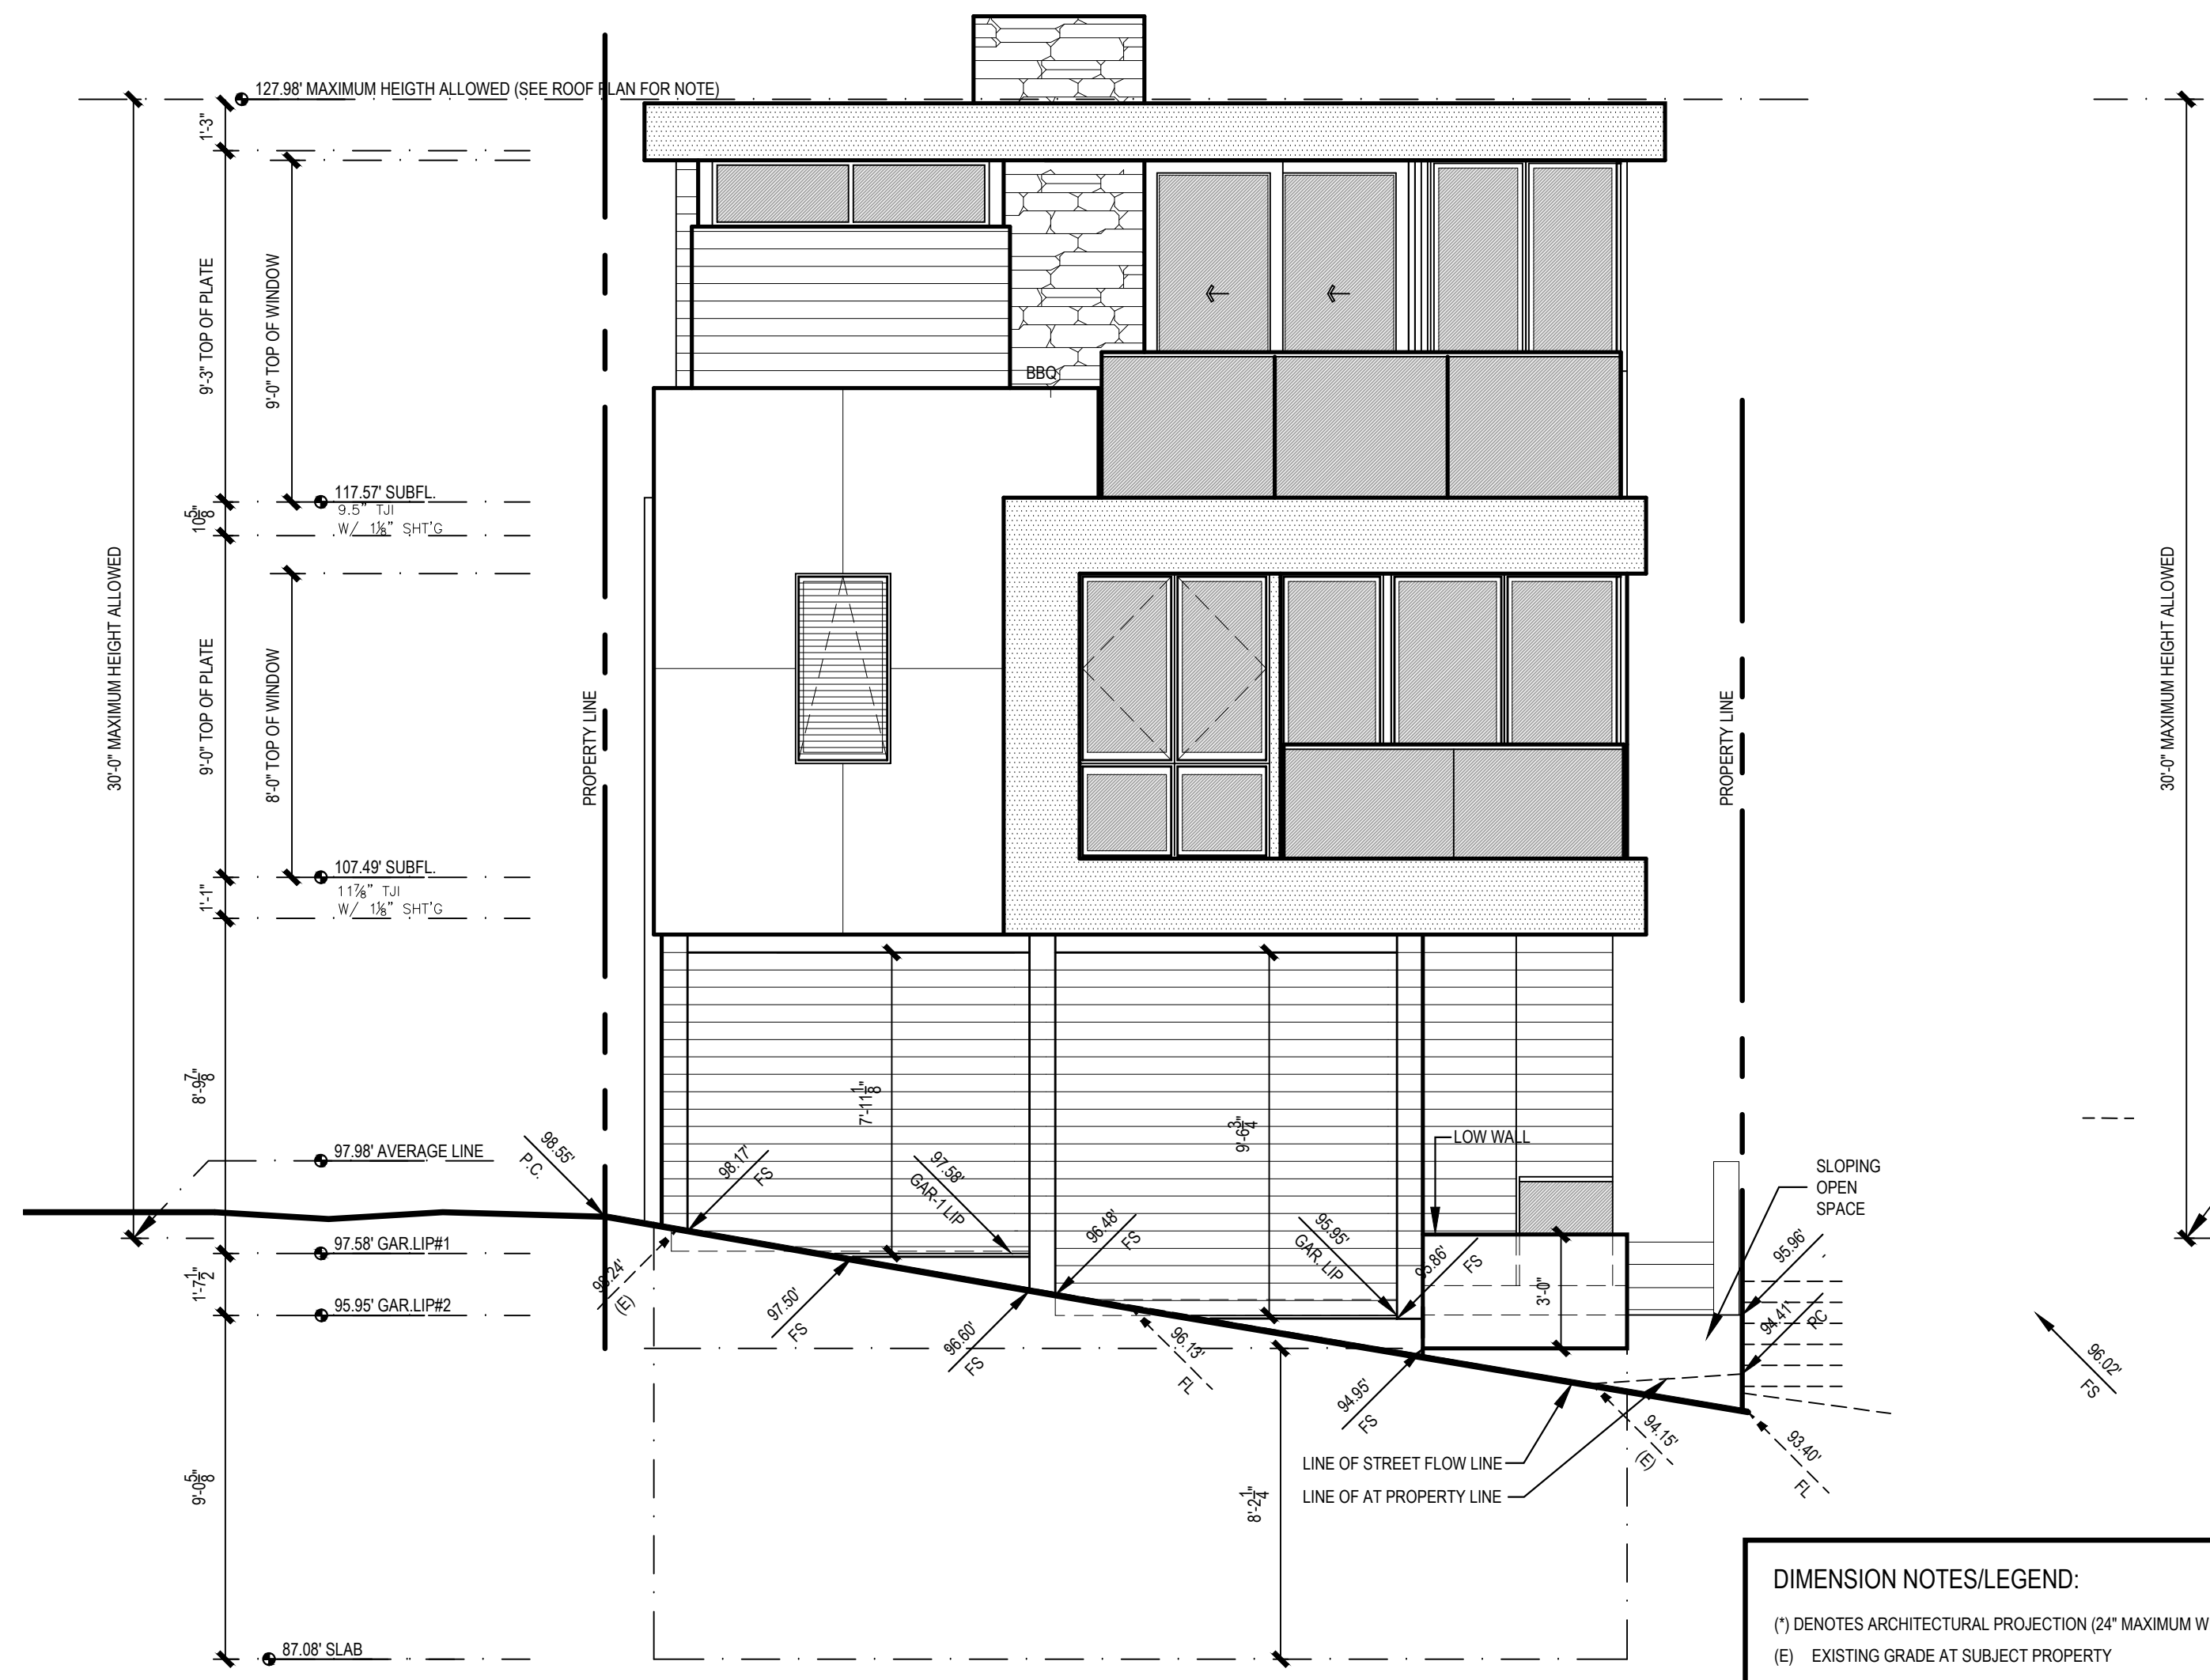 127.98' MAXIMUM HEIGTH ALLOWED (SEE ROOF PLAN FOR NOTE)
1'-3"
9'-3" TOP OF PLATE
9'-0" TOP OF WINDOW
BBQ
117.57' SUBFL.
9.5" TJI
W/ 1⅛" SHT'G
10⅝"
30'-0" MAXIMUM HEIGHT ALLOWED
9'-0" TOP OF PLATE
8'-0" TOP OF WINDOW
PROPERTY LINE
PROPERTY LINE
30'-0" MAXIMUM HEIGHT ALLOWED
107.49' SUBFL.
11⅞" TJI
W/ 1⅛" SHT'G
1'-1"
8'-9⅞"
7'-11⅛"
9'-6¾"
LOW WALL
97.98' AVERAGE LINE
98.55'
P.C.
98.17'
FS
97.58'
GAR-1 LIP
96.48'
FS
95.95'
GAR. LIP
95.86'
FS
3'-0"
SLOPING
OPEN
SPACE
95.96'
94.41'
PC
97.58' GAR.LIP#1
1'-7½"
95.95' GAR.LIP#2
98.24'
(E)
97.50'
FS
96.60'
FS
96.13'
FL
94.95'
FS
96.02'
FS
94.15'
(E)
93.40'
FL
LINE OF STREET FLOW LINE
LINE OF AT PROPERTY LINE
9'-0⅝"
8'-2¼"
87.08' SLAB
DIMENSION NOTES/LEGEND:
(*) DENOTES ARCHITECTURAL PROJECTION (24" MAXIMUM W
(E) EXISTING GRADE AT SUBJECT PROPERTY